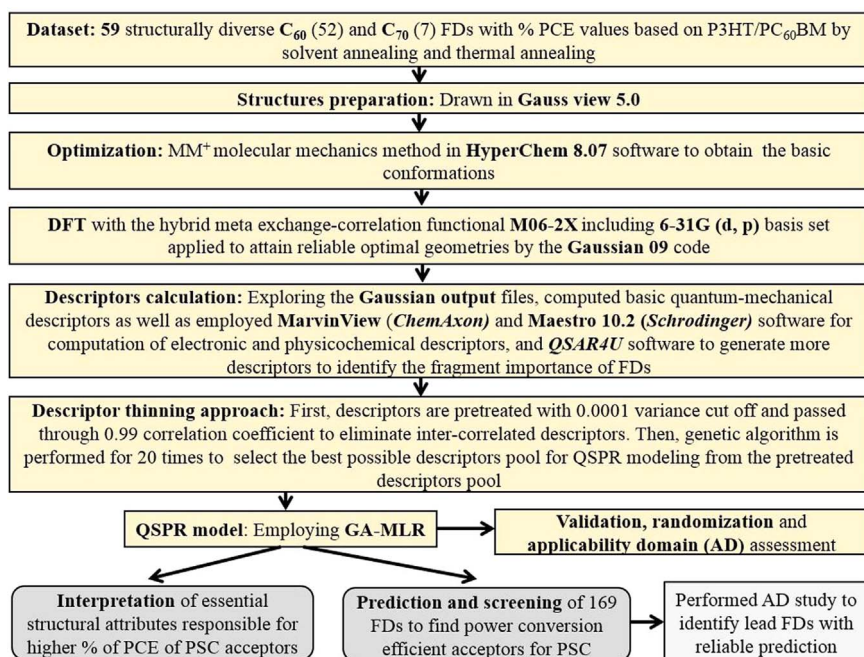 Dataset: 59 structurally diverse C60 (52) and C70 (7) FDs with % PCE values based on P3HT/PC60BM by
solvent annealing and thermal annealing
Structures preparation: Drawn in Gauss view 5.0
Optimization: MM+ molecular mechanics method in HyperChem 8.07 software to obtain the basic
conformations
DFT with the hybrid meta exchange-correlation functional M06-2X including 6-31G (d, p) basis set
applied to attain reliable optimal geometries by the Gaussian 09 code
Descriptors calculation: Exploring the Gaussian output files, computed basic quantum-mechanical
descriptors as well as employed MarvinView (ChemAxon) and Maestro 10.2 (Schrodinger) software for
computation of electronic and physicochemical descriptors, and QSAR4U software to generate more
descriptors to identify the fragment importance of FDs
Descriptor thinning approach: First, descriptors are pretreated with 0.0001 variance cut off and passed
through 0.99 correlation coefficient to eliminate inter-correlated descriptors. Then, genetic algorithm is
performed for 20 times to select the best possible descriptors pool for QSPR modeling from the pretreated
descriptors pool
QSPR model: Employing GA-MLR
Validation, randomization and
applicability domain (AD) assessment
Interpretation of essential
structural attributes responsible for
higher % of PCE of PSC acceptors
Prediction and screening of 169
FDs to find power conversion
efficient acceptors for PSC
Performed AD study to
identify lead FDs with
reliable prediction